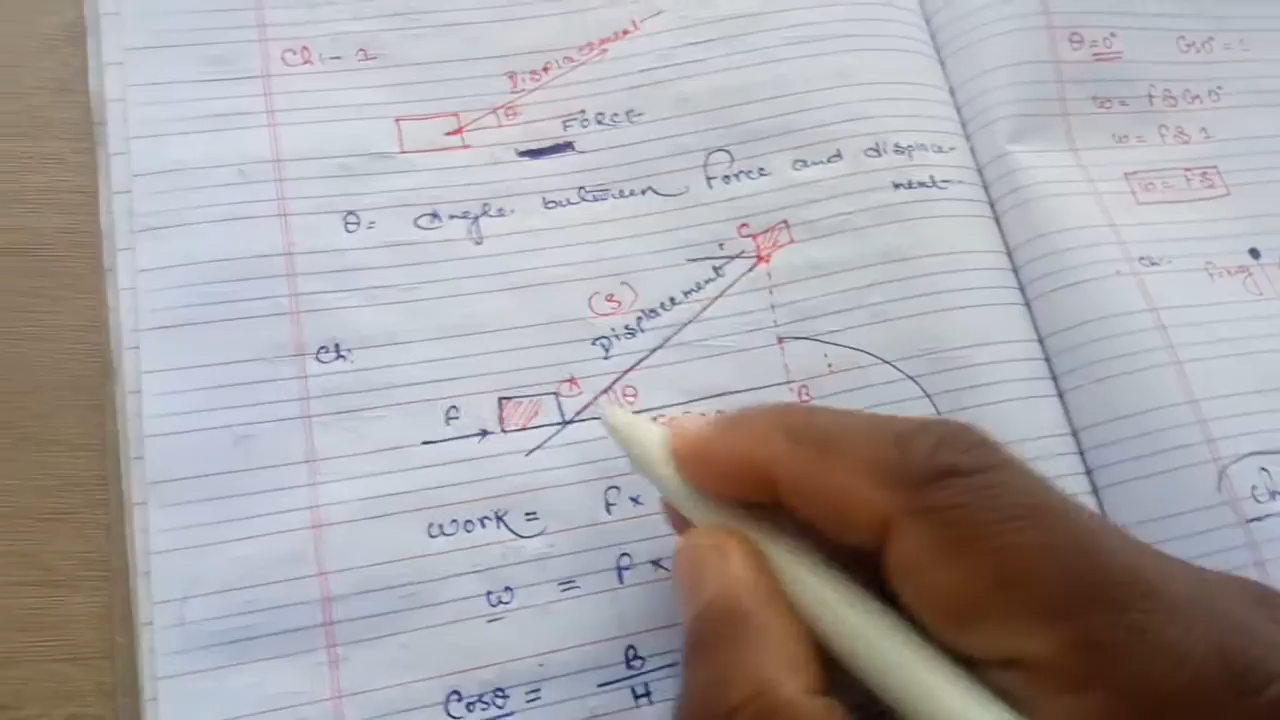 Ch:- 1
Displacement
θ
FORCE
θ= Angle between Force and displace-
ment
C
(S)
Displacement
Ch:
A
θ
B
F
Work = F×
W = F×
Cosθ = B
H
θ=0° Cos0°=1
W= FS Cos0°
W= FS 1
W=FS